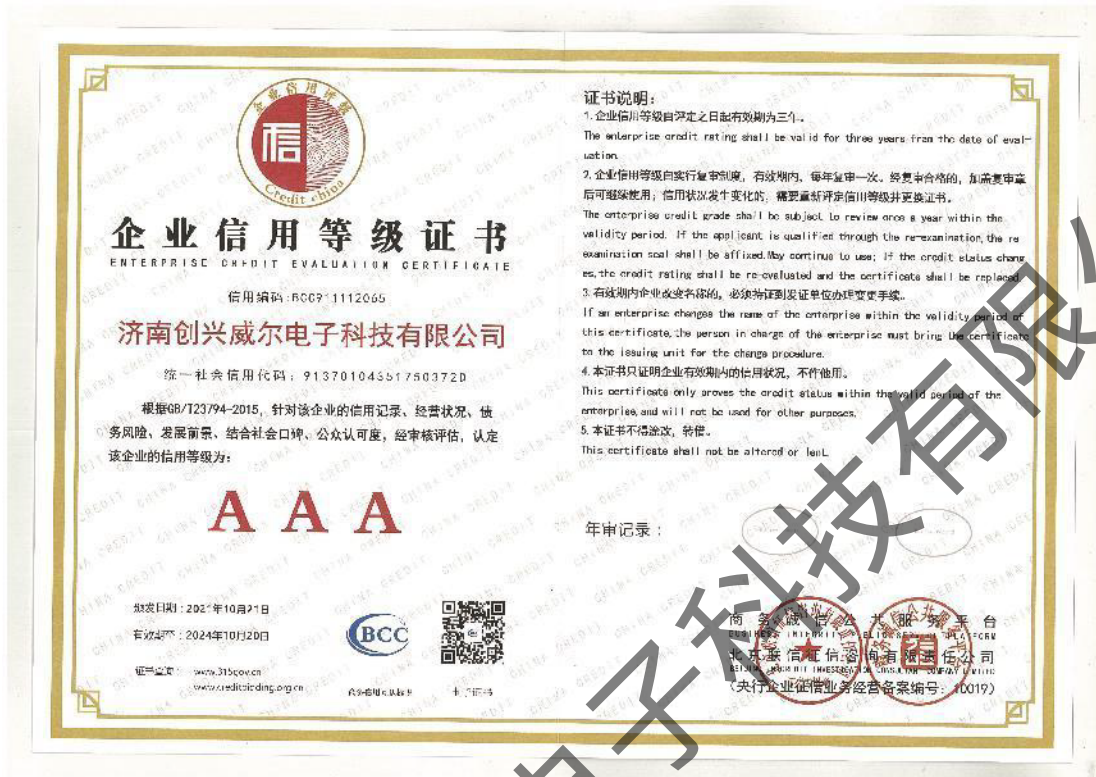 企业信用评级
信
Credit china
企业信用等级证书
ENTERPRISE CREDIT EVALUATION CERTIFICATE
信用编码:BCC911112065
济南创兴威尔电子科技有限公司
统一社会信用代码：91370104351750372D
根据GB/T23794-2015，针对该企业的信用记录、经营状况、债
务风险、发展前景、结合社会口碑、公众认可度，经审核评估，认定
该企业的信用等级为:
AAA
颁发日期：2021年10月21日
有效期至：2024年10月20日
证书查询： www.315gov.cn
www.creditbidding.org.cn
BCC
电子证书
证书说明：
1.企业信用等级自评定之日起有效期为三年。
The enterprise credit rating shall be valid for three years from the date of eval-
uation.
2.企业信用等级自实行复审制度，有效期内，每年复审一次。经复审合格的，加盖复审章
后可继续使用；信用状况发生变化的，需要重新评定信用等级并更换证书。
The enterprise credit grade shall be subject to review once a year within the
validity period. If the applicant is qualified through the re-examination, the re
examination seal shall be affixed. May continue to use; If the credit status chang
es, the credit rating shall be re-evaluated and the certificate shall be replaced
3.有效期内企业改变名称的，必须持证到发证单位办理变更手续。
If an enterprise changes the name of the enterprise within the validity period of
this certificate, the person in charge of the enterprise must bring the certificate
to the issuing unit for the change procedure.
4.本证书只证明企业有效期内的信用状况，不作他用。
This certificate only proves the credit status within the valid period of the
enterprise, and will not be used for other purposes.
5.本证书不得涂改，转借。
This certificate shall not be altered or lent.
年审记录：
商务诚信公共服务平台
BUSINESS INTEGRITY PUBLIC SERVICE PLATFORM
北京联信征信咨询有限责任公司
(央行企业征信业务经营备案编号：10019)
电子科技有限公